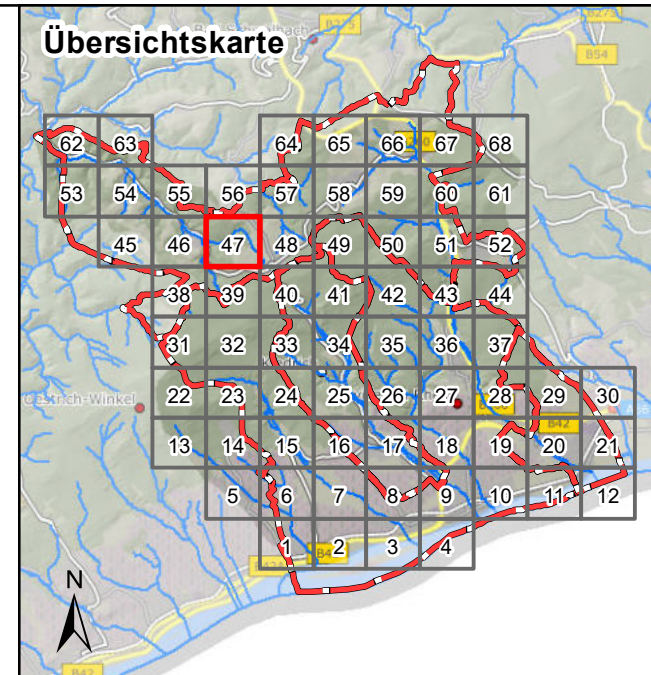 Übersichtskarte
B275
B54
62 63 64 65 66 67 68
53 54 55 56 57 58 59 60 61
45 46 47 48 49 50 51 52
38 39 40 41 42 43 44
31 32 33 34 35 36 37
22 23 24 25 26 27 28 29 30
Oestrich-Winkel
B42
13 14 15 16 17 18 19 20 21
5 6 7 8 9 10 11 12
1 2 3 4
N
B42